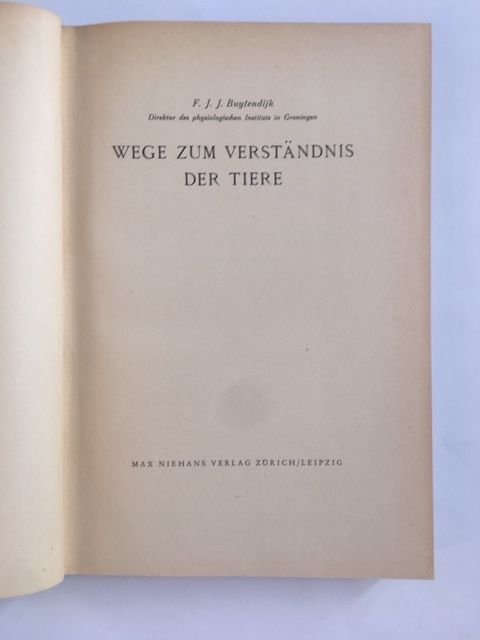 F. J. J. Buytendijk
Direktor des physiologischen Instituts in Groningen
WEGE ZUM VERSTÄNDNIS
DER TIERE
MAX NIEHANS VERLAG ZÜRICH/LEIPZIG